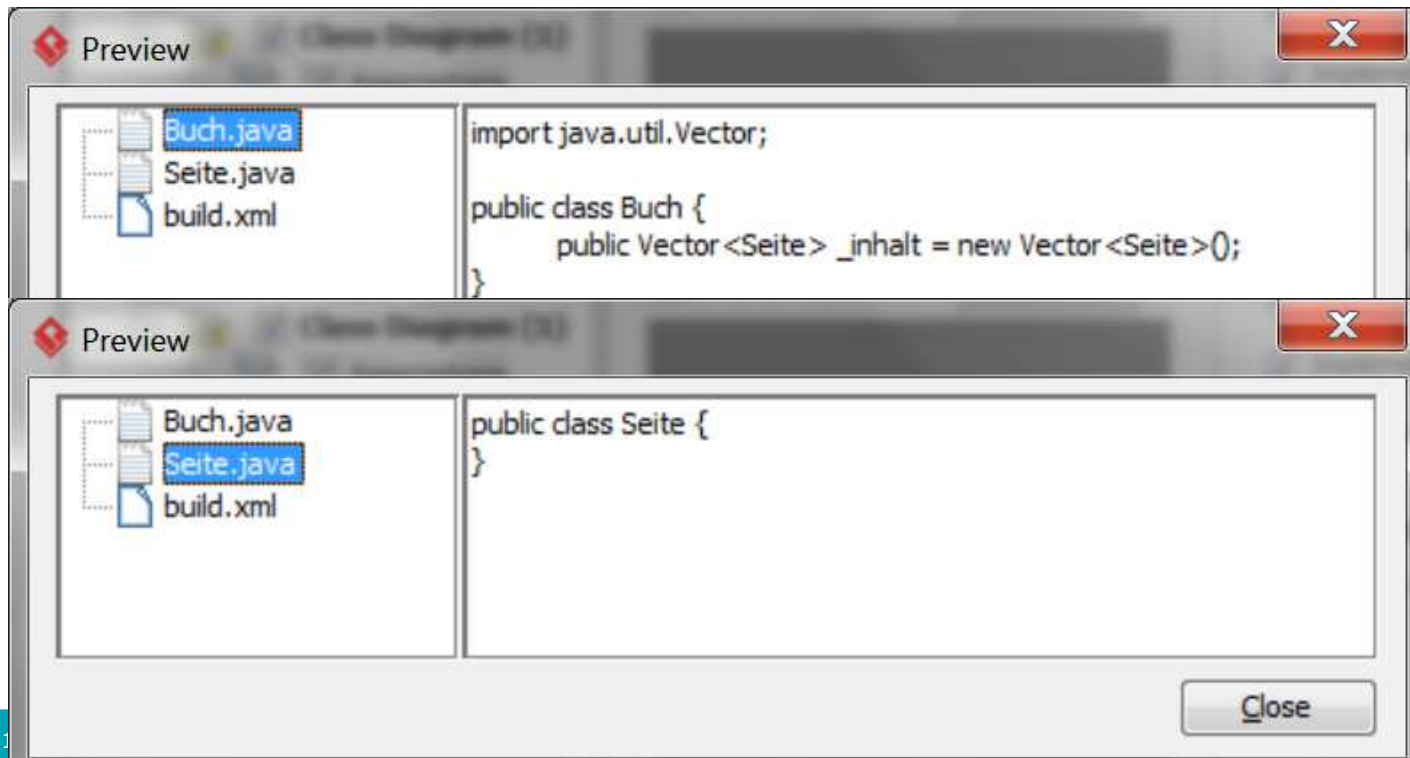 Preview
Buch.java
Seite.java
build.xml
import java.util.Vector;
public class Buch {
public Vector<Seite> _inhalt = new Vector<Seite>();
}
Preview
Buch.java
Seite.java
build.xml
public class Seite {
}
Close